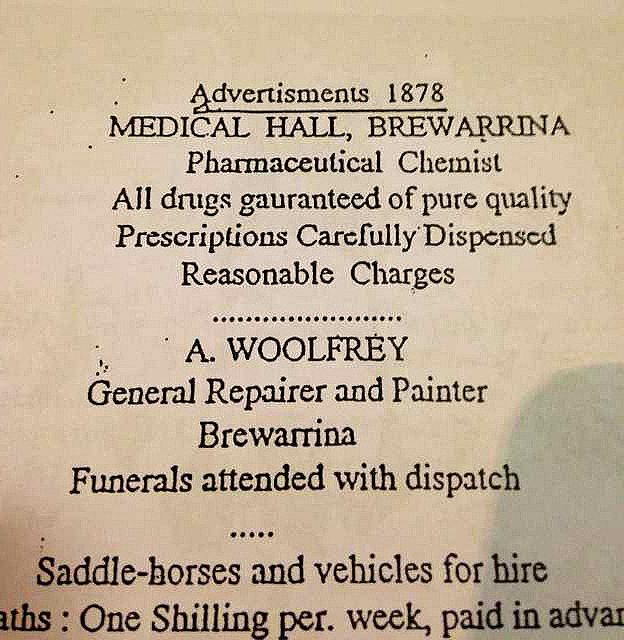 Advertisments 1878
MEDICAL HALL, BREWARRINA
Pharmaceutical Chemist
All drugs gauranteed of pure quality
Prescriptions Carefully Dispensed
Reasonable Charges
.......................
A. WOOLFREY
General Repairer and Painter
Brewarrina
Funerals attended with dispatch
.....
Saddle-horses and vehicles for hire
: One Shilling per. week, paid in